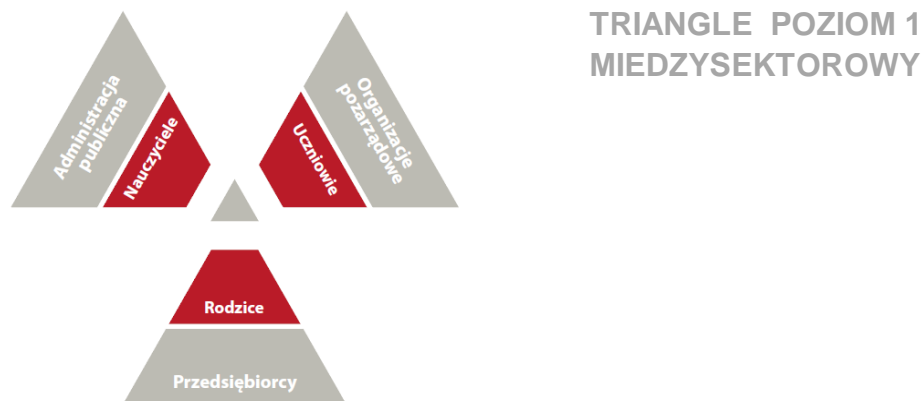 TRIANGLE POZIOM 1
MIEDZYSEKTOROWY
Administracja
publiczna
Nauczyciele
Uczniowie
Organizacje
pozarządowe
Rodzice
Przedsiębiorcy